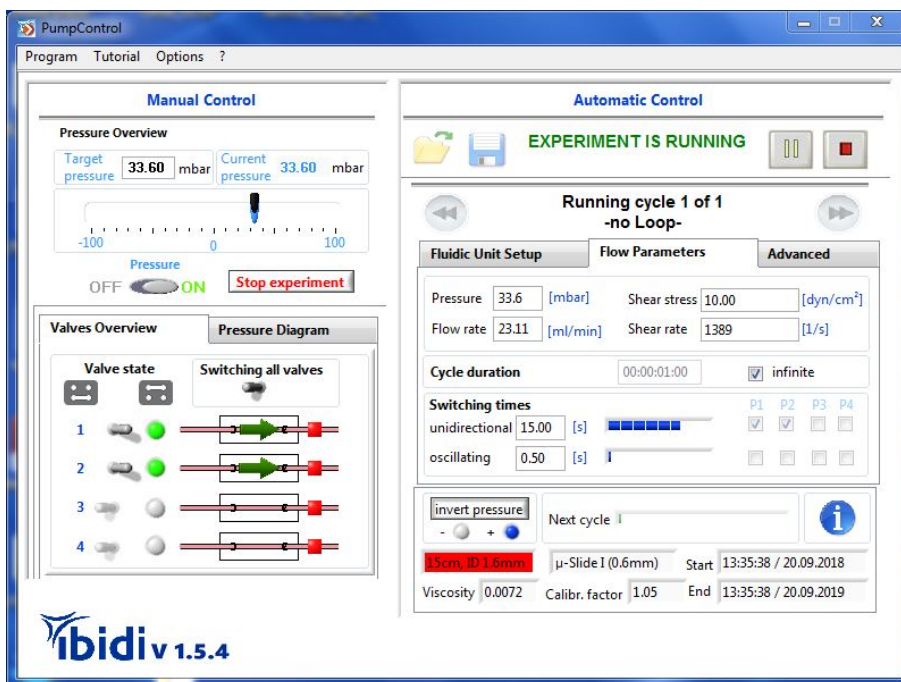 PumpControl
Program Tutorial Options ?
Manual Control
Pressure Overview
Target pressure 33.60 mbar Current pressure 33.60 mbar
-100 0 100
Pressure
OFF ON Stop experiment
Valves Overview Pressure Diagram
Valve state Switching all valves
1
2
3
4
ibidi v 1.5.4
Automatic Control
EXPERIMENT IS RUNNING
Running cycle 1 of 1
-no Loop-
Fluidic Unit Setup Flow Parameters Advanced
Pressure 33.6 [mbar] Shear stress 10.00 [dyn/cm²]
Flow rate 23.11 [ml/min] Shear rate 1389 [1/s]
Cycle duration 00:00:01:00 infinite
Switching times P1 P2 P3 P4
unidirectional 15.00 [s]
oscillating 0.50 [s]
invert pressure Next cycle i
- +
15cm, ID 1.6mm µ-Slide I (0.6mm) Start 13:35:38 / 20.09.2018
Viscosity 0.0072 Calibr. factor 1.05 End 13:35:38 / 20.09.2019